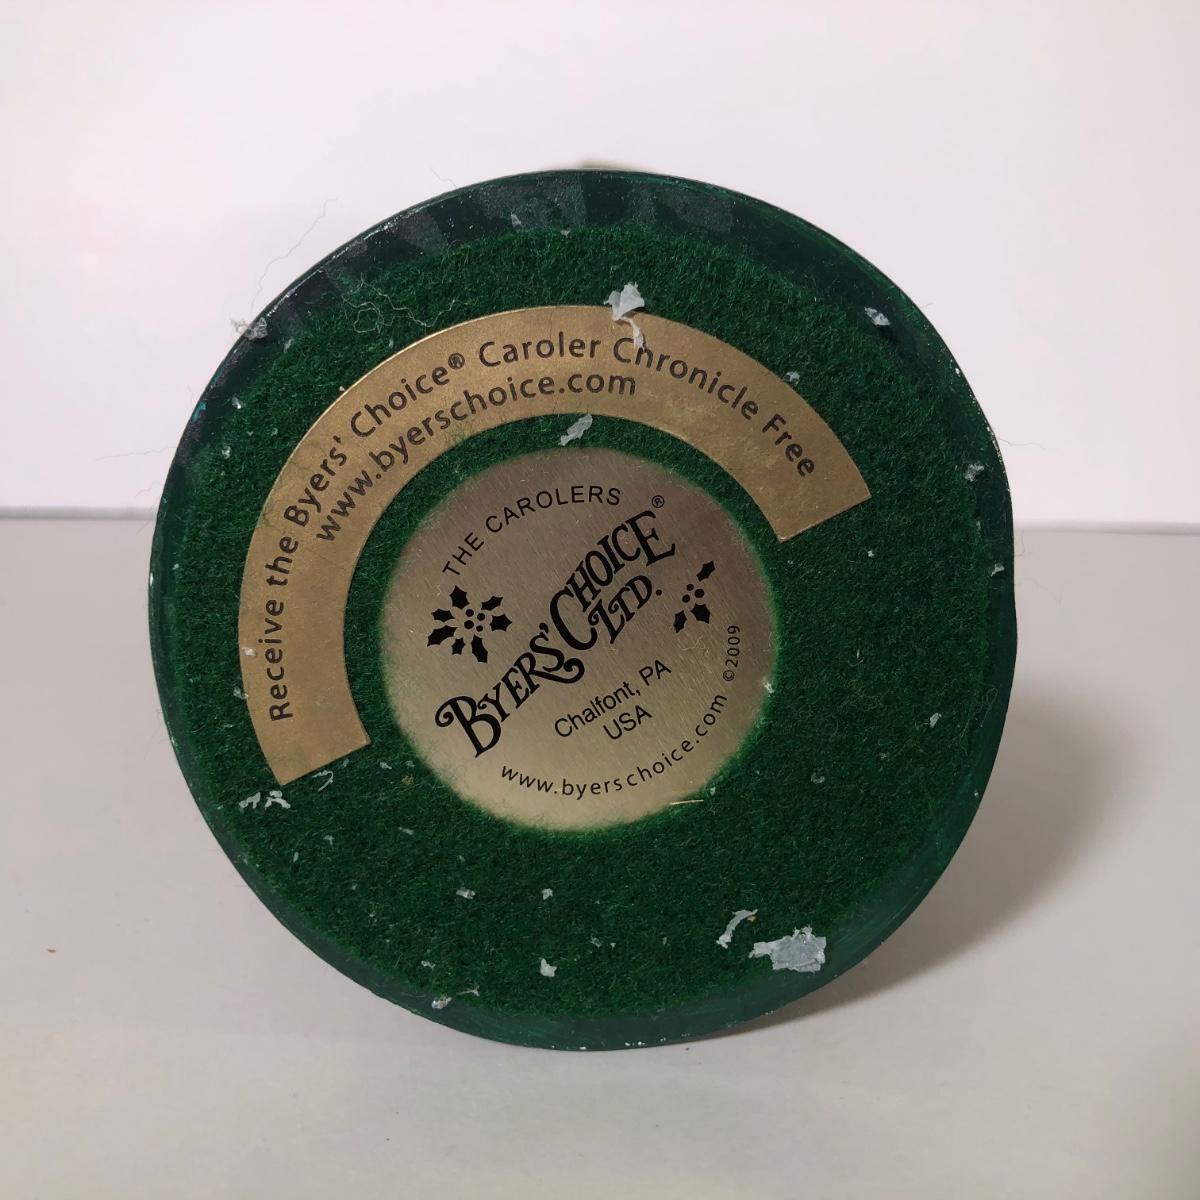 Receive the Byers' Choice® Caroler Chronicle Free
www.byerschoice.com
THE CAROLERS®
BYERS' CHOICE
LTD.
Chalfont, PA
USA
www.byerschoice.com ©2009